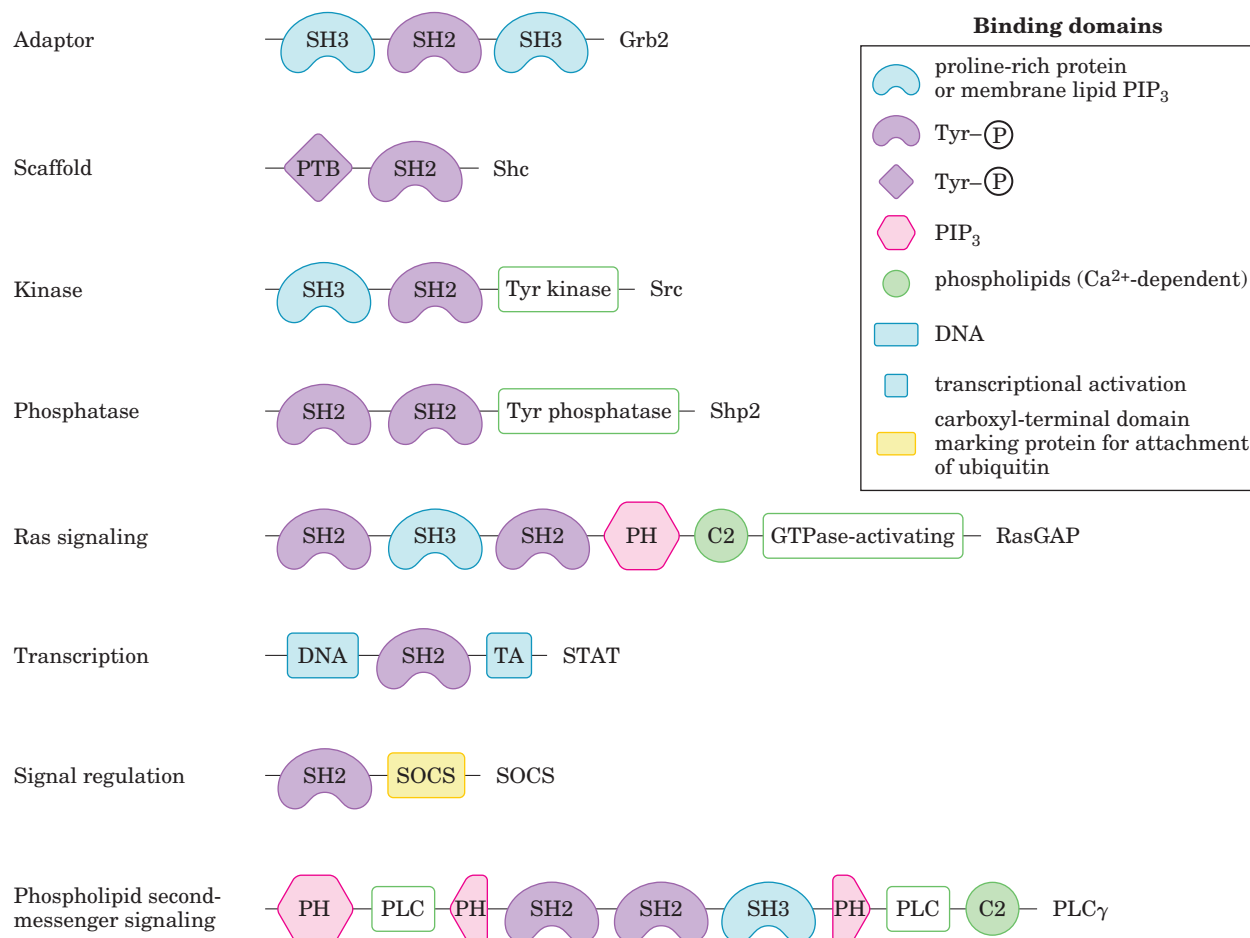 Adaptor
SH3 SH2 SH3 Grb2
Scaffold
PTB SH2 Shc
Kinase
SH3 SH2 Tyr kinase Src
Phosphatase
SH2 SH2 Tyr phosphatase Shp2
Ras signaling
SH2 SH3 SH2 PH C2 GTPase-activating RasGAP
Transcription
DNA SH2 TA STAT
Signal regulation
SH2 SOCS SOCS
Phospholipid second-
messenger signaling
PH PLC PH SH2 SH2 SH3 PH PLC C2 PLCγ
Binding domains
proline-rich protein
or membrane lipid PIP₃
Tyr–Ⓟ
Tyr–Ⓟ
PIP₃
phospholipids (Ca²⁺-dependent)
DNA
transcriptional activation
carboxyl-terminal domain
marking protein for attachment
of ubiquitin